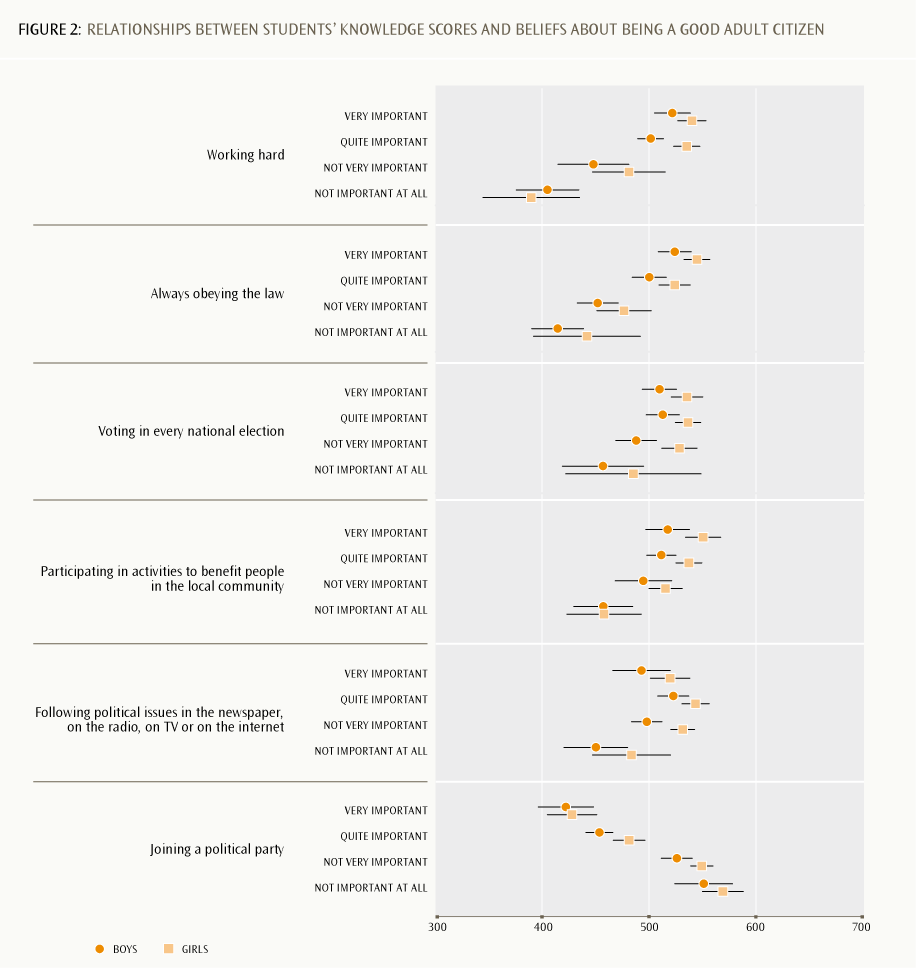 FIGURE 2: RELATIONSHIPS BETWEEN STUDENTS' KNOWLEDGE SCORES AND BELIEFS ABOUT BEING A GOOD ADULT CITIZEN
Working hard
VERY IMPORTANT
QUITE IMPORTANT
NOT VERY IMPORTANT
NOT IMPORTANT AT ALL
Always obeying the law
VERY IMPORTANT
QUITE IMPORTANT
NOT VERY IMPORTANT
NOT IMPORTANT AT ALL
Voting in every national election
VERY IMPORTANT
QUITE IMPORTANT
NOT VERY IMPORTANT
NOT IMPORTANT AT ALL
Participating in activities to benefit people
in the local community
VERY IMPORTANT
QUITE IMPORTANT
NOT VERY IMPORTANT
NOT IMPORTANT AT ALL
Following political issues in the newspaper,
on the radio, on TV or on the internet
VERY IMPORTANT
QUITE IMPORTANT
NOT VERY IMPORTANT
NOT IMPORTANT AT ALL
Joining a political party
VERY IMPORTANT
QUITE IMPORTANT
NOT VERY IMPORTANT
NOT IMPORTANT AT ALL
300 400 500 600 700
BOYS GIRLS